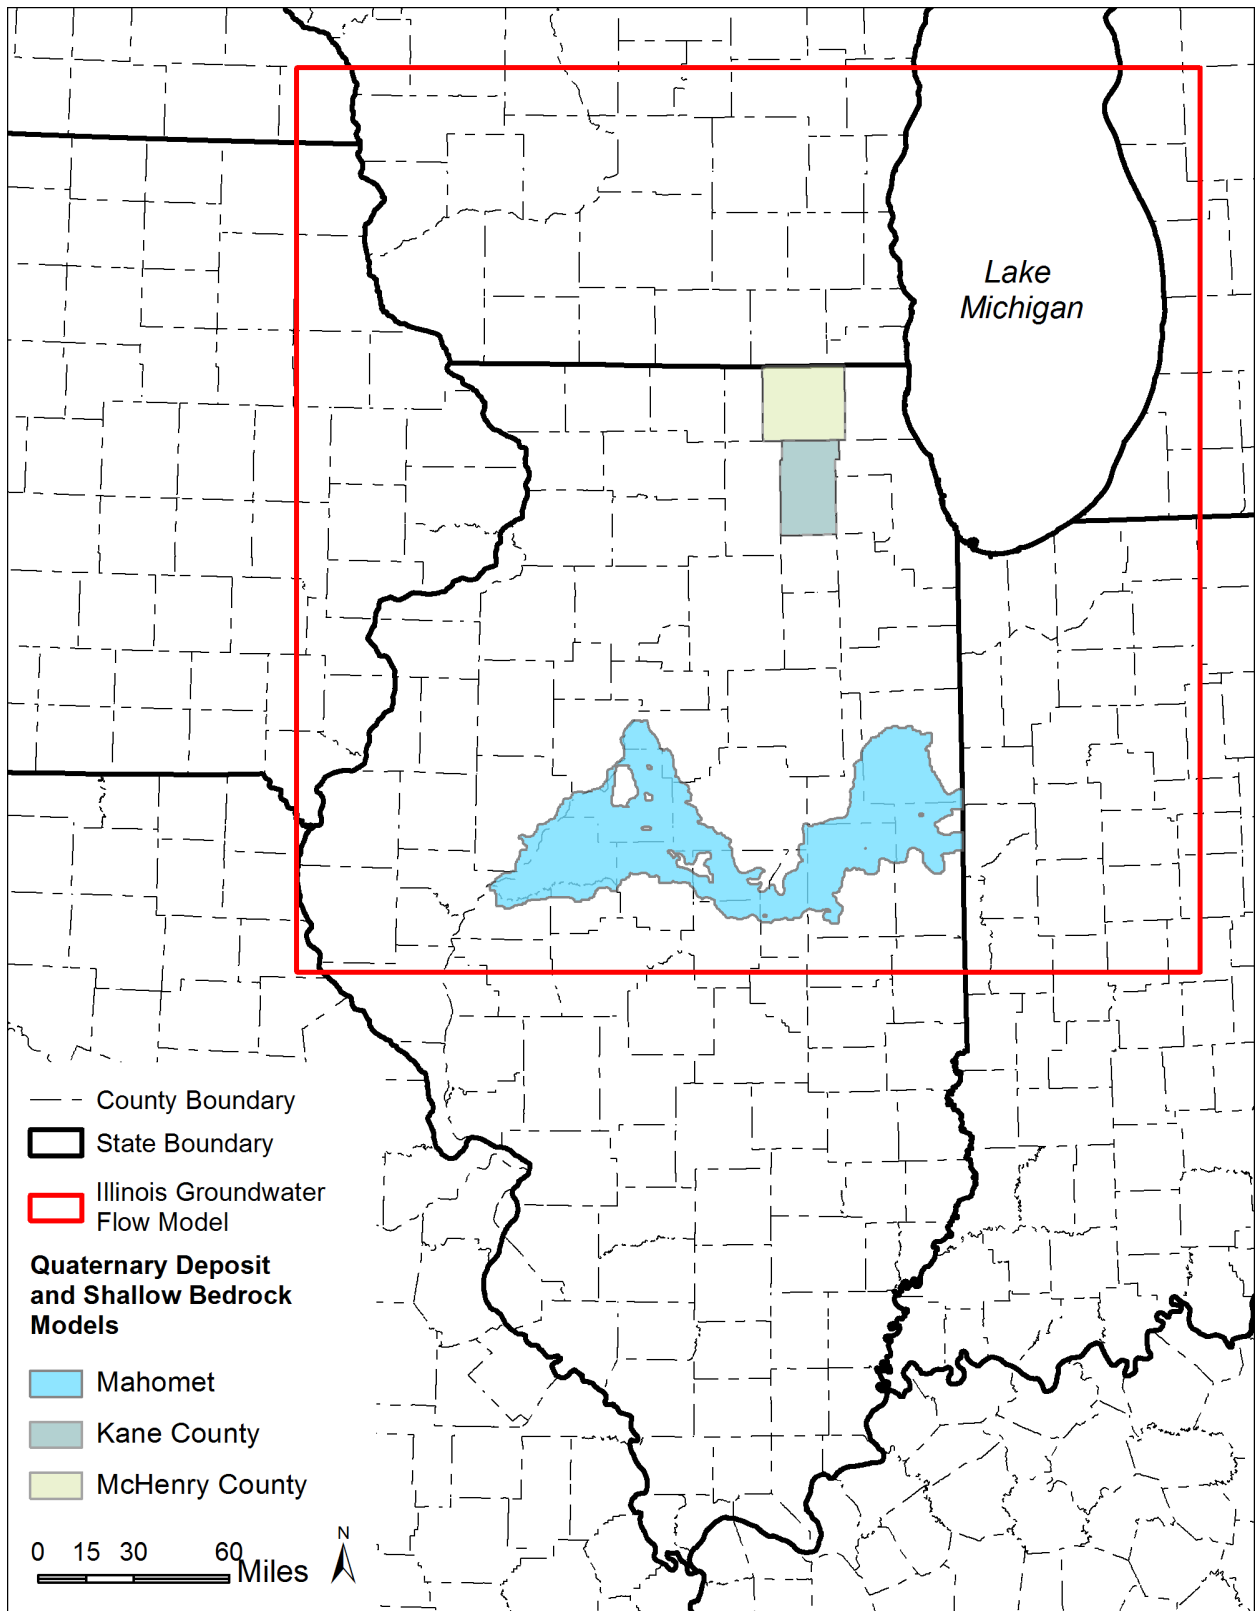 Lake
Michigan
County Boundary
State Boundary
Illinois Groundwater
Flow Model
Quaternary Deposit
and Shallow Bedrock
Models
Mahomet
Kane County
McHenry County
0 15 30 60 Miles
N